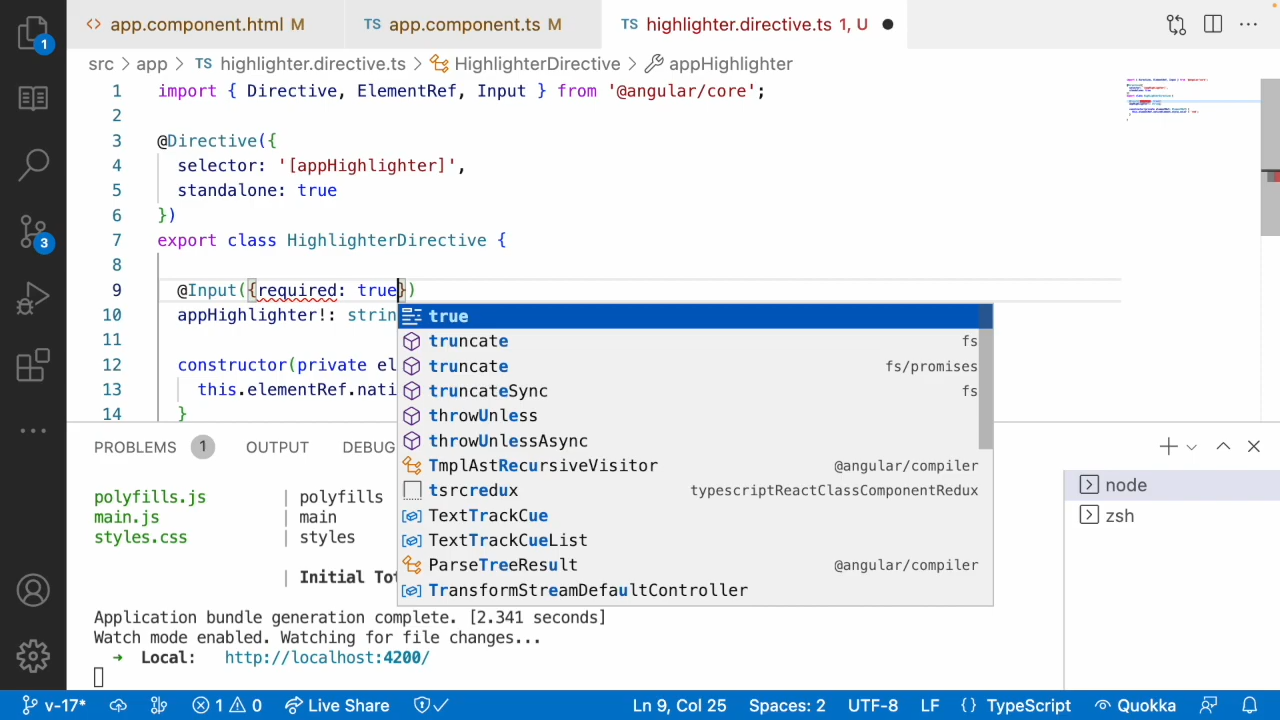 1
<> app.component.html M
TS app.component.ts M
TS highlighter.directive.ts 1, U
src > app > TS highlighter.directive.ts > HighlighterDirective > appHighlighter
1 import { Directive, ElementRef, Input } from '@angular/core';
2
3 @Directive({
4 selector: '[appHighlighter]',
5 standalone: true
6 })
7 export class HighlighterDirective {
8
9 @Input({required: true})
10 appHighlighter!: strin
11
12 constructor(private el
13 this.elementRef.nati
14 }
true
truncate fs
truncate fs/promises
truncateSync fs
throwUnless
throwUnlessAsync
TmplAstRecursiveVisitor @angular/compiler
tsrcredux typescriptReactClassComponentRedux
TextTrackCue
TextTrackCueList
ParseTreeResult @angular/compiler
TransformStreamDefaultController
3
PROBLEMS 1 OUTPUT DEBUG
polyfills.js | polyfills
main.js | main
styles.css | styles
| Initial Tot
Application bundle generation complete. [2.341 seconds]
Watch mode enabled. Watching for file changes...
➜ Local: http://localhost:4200/
node
zsh
v-17* 1 0 Live Share Ln 9, Col 25 Spaces: 2 UTF-8 LF {} TypeScript Quokka